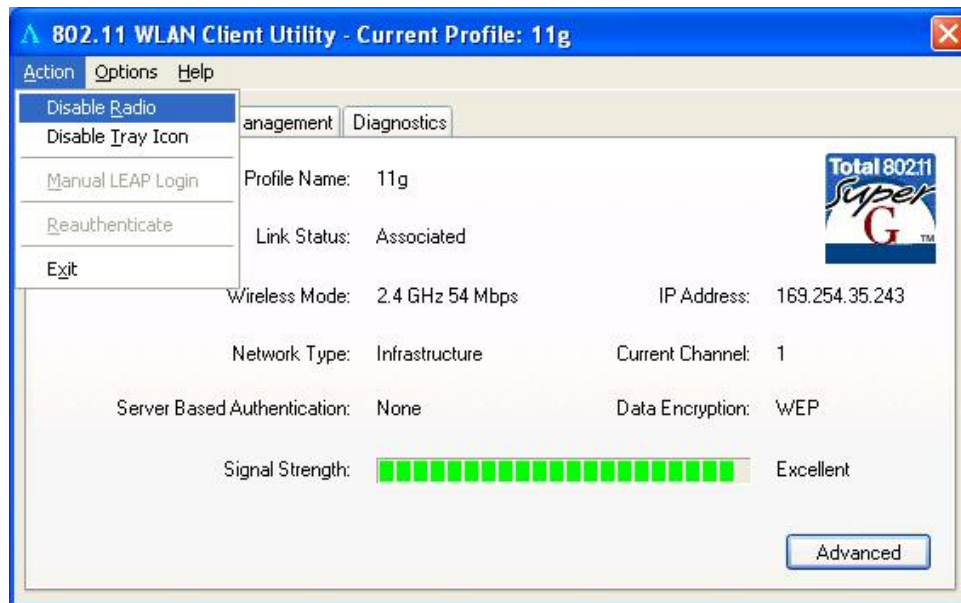 802.11 WLAN Client Utility - Current Profile: 11g
Action Options Help
Disable Radio
Disable Tray Icon
Manual LEAP Login
Reauthenticate
Exit
anagement Diagnostics
Profile Name: 11g
Total 802.11
Super
G TM
Link Status: Associated
Wireless Mode: 2.4 GHz 54 Mbps IP Address: 169.254.35.243
Network Type: Infrastructure Current Channel: 1
Server Based Authentication: None Data Encryption: WEP
Signal Strength: Excellent
Advanced